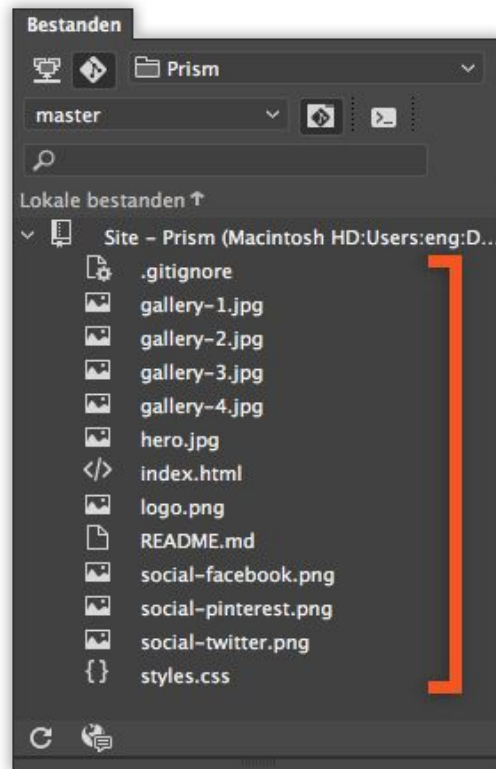 Bestanden
Prism
master
Lokale bestanden ↑
Site – Prism (Macintosh HD:Users:eng:D...
.gitignore
gallery-1.jpg
gallery-2.jpg
gallery-3.jpg
gallery-4.jpg
hero.jpg
index.html
logo.png
README.md
social-facebook.png
social-pinterest.png
social-twitter.png
styles.css